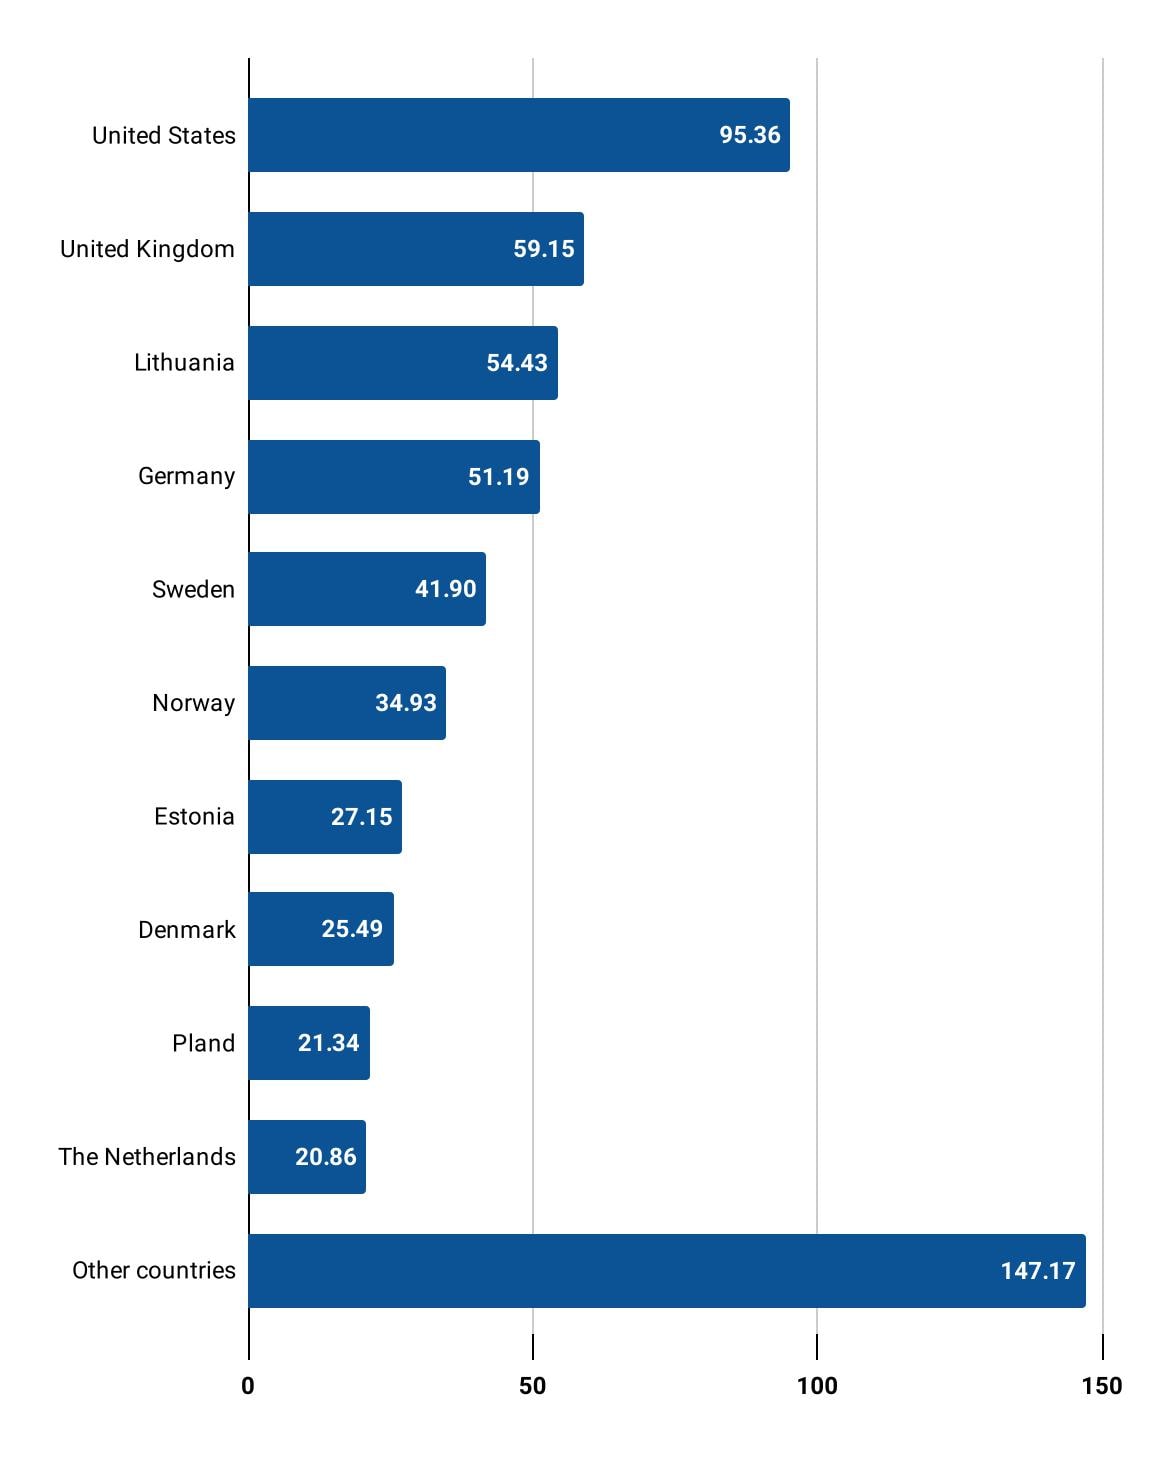 United States 95.36
United Kingdom 59.15
Lithuania 54.43
Germany 51.19
Sweden 41.90
Norway 34.93
Estonia 27.15
Denmark 25.49
Pland 21.34
The Netherlands 20.86
Other countries 147.17
0 50 100 150